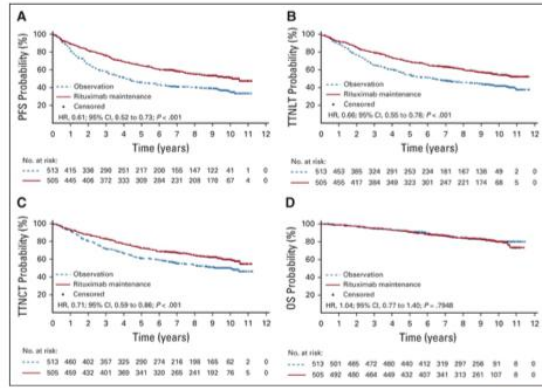 A
PFS Probability (%)
100
80
60
40
20
Observation
Rituximab maintenance
Censored
HR, 0.61; 95% CI, 0.52 to 0.73; P < .001
0 1 2 3 4 5 6 7 8 9 10 11 12
Time (years)
No. at risk:
513 415 336 290 251 217 200 155 147 122 41 1 0
505 445 408 372 333 309 284 231 208 176 67 4 0
B
TTNLT Probability (%)
100
80
60
40
20
Observation
Rituximab maintenance
Censored
HR, 0.66; 95% CI, 0.55 to 0.78; P < .001
0 1 2 3 4 5 6 7 8 9 10 11 12
Time (years)
No. at risk:
513 453 385 324 291 253 234 181 167 138 49 2 0
505 455 417 384 349 323 301 247 221 174 68 5 0
C
TTNCT Probability (%)
100
80
60
40
20
Observation
Rituximab maintenance
Censored
HR, 0.71; 95% CI, 0.59 to 0.86; P < .001
0 1 2 3 4 5 6 7 8 9 10 11 12
Time (years)
No. at risk:
513 460 402 357 325 290 274 216 198 165 62 2 0
505 459 432 401 369 341 320 265 241 192 76 5 0
D
OS Probability (%)
100
80
60
40
20
Observation
Rituximab maintenance
Censored
HR, 1.04; 95% CI, 0.77 to 1.40; P = .7948
0 1 2 3 4 5 6 7 8 9 10 11 12
Time (years)
No. at risk:
513 501 485 472 460 440 412 319 297 256 91 8 0
505 492 480 464 449 432 407 341 313 261 107 8 0